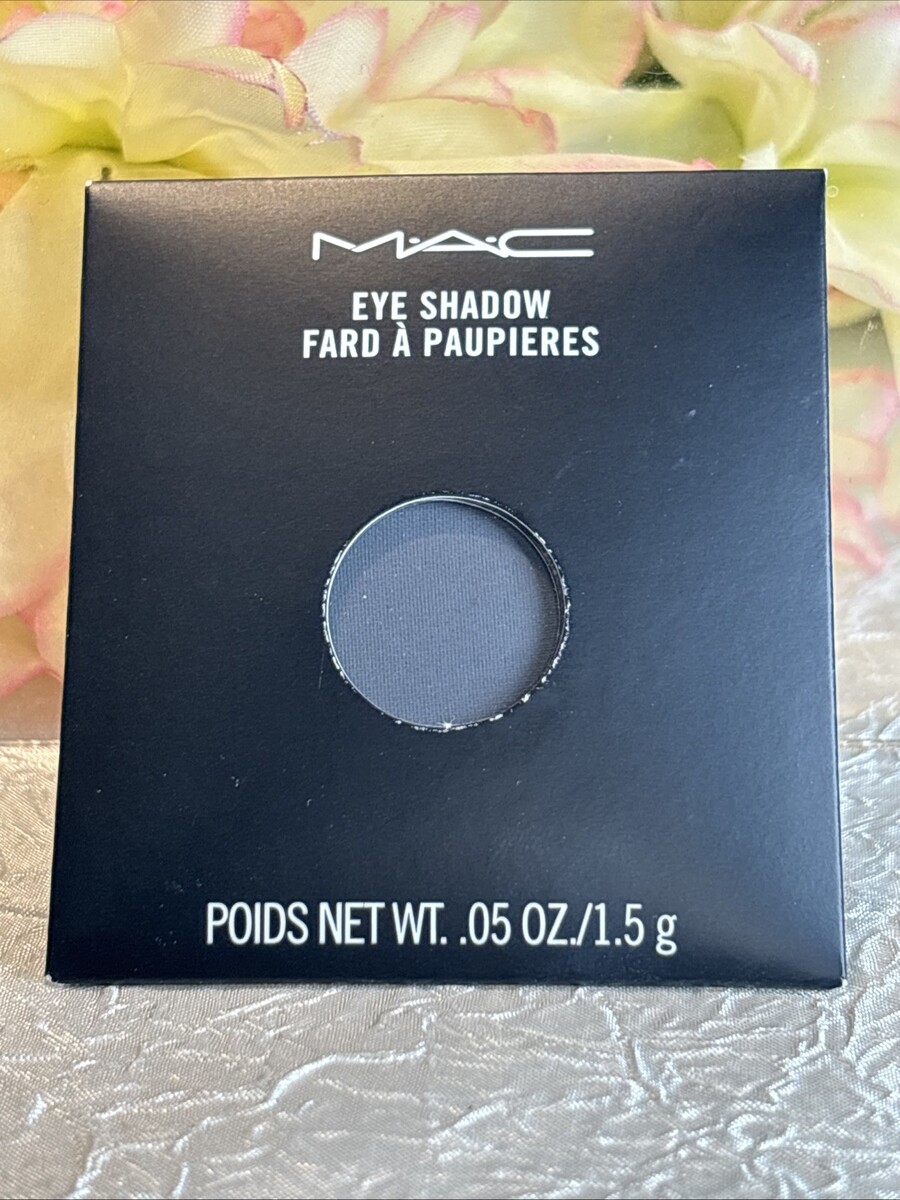 M·A·C
EYE SHADOW
FARD À PAUPIERES
POIDS NET WT. .05 OZ./1.5 g